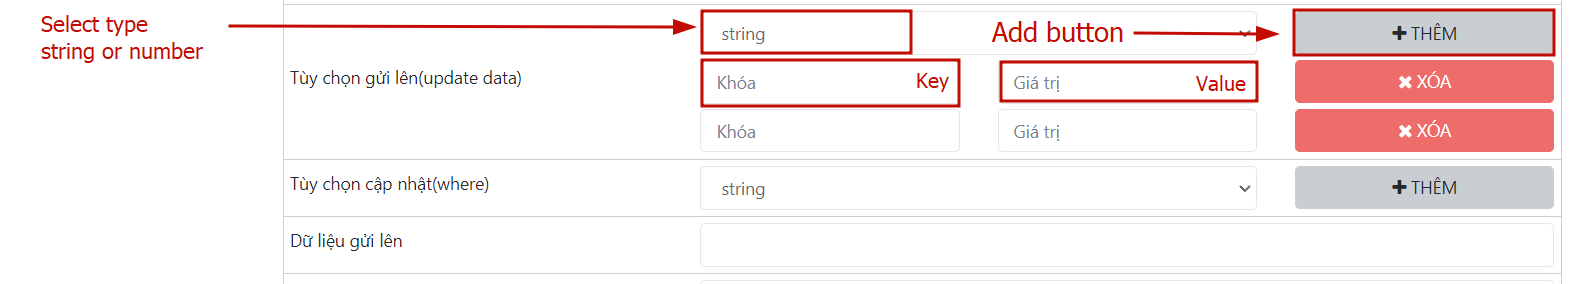 Select type
string or number
string
Add button
THÊM
Tùy chọn gửi lên(update data)
Khóa
Key
Giá trị
Value
XÓA
Khóa
Giá trị
XÓA
Tùy chọn cập nhật(where)
string
THÊM
Dữ liệu gửi lên